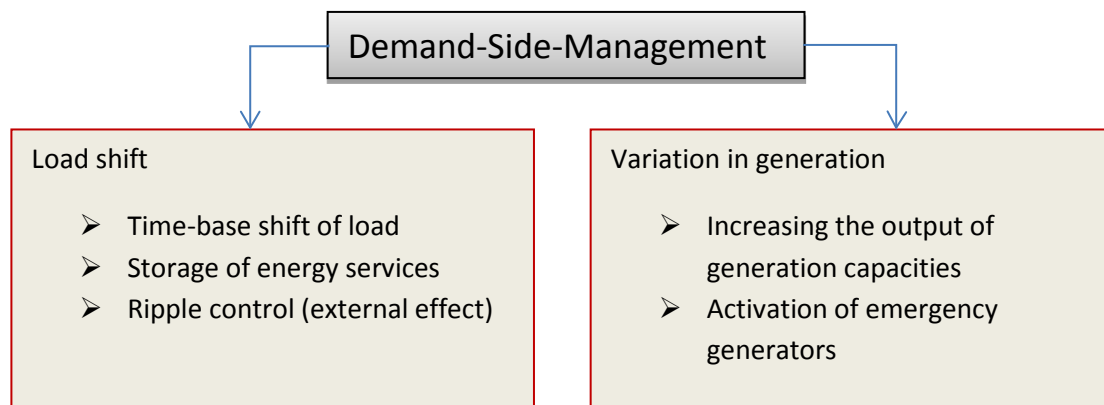 Demand-Side-Management
Load shift
➢ Time-base shift of load
➢ Storage of energy services
➢ Ripple control (external effect)
Variation in generation
➢ Increasing the output of
generation capacities
➢ Activation of emergency
generators